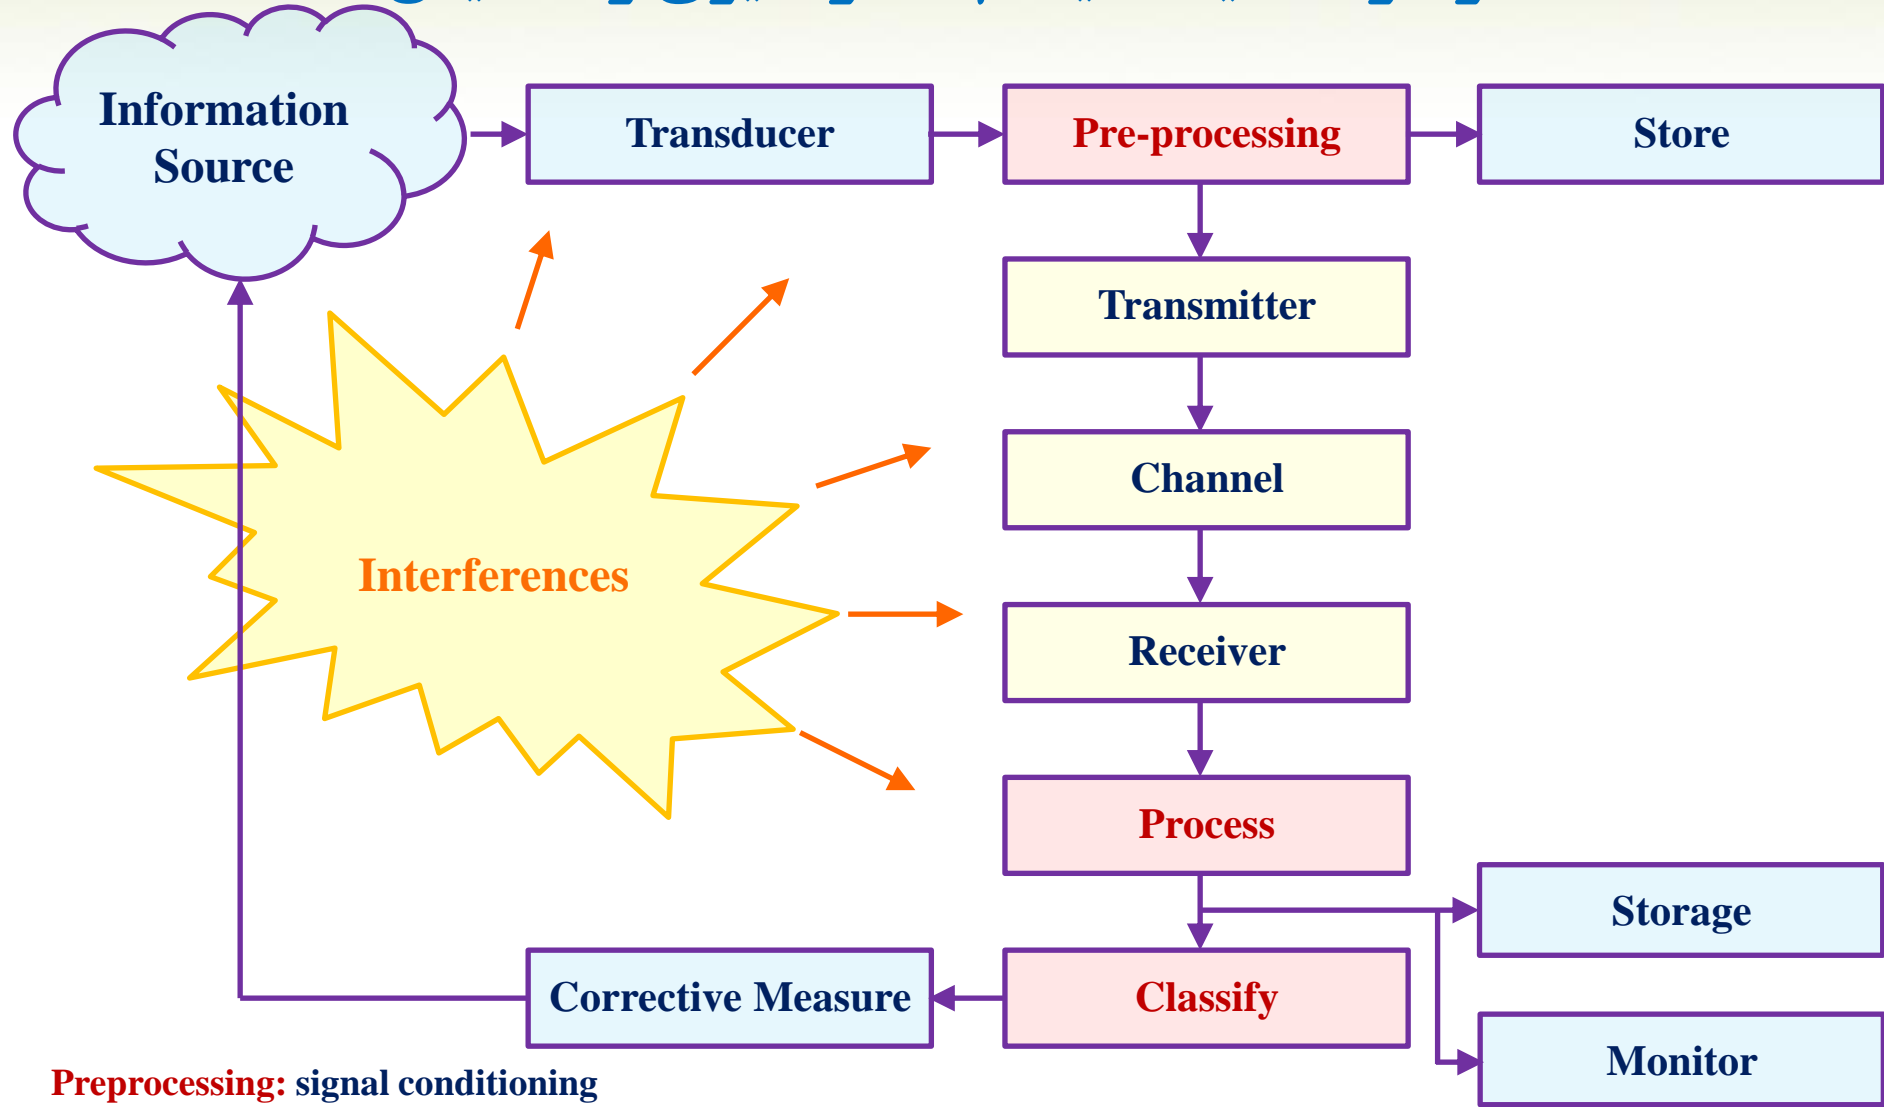 Information
Source
Transducer
Pre-processing
Store
Transmitter
Channel
Interferences
Receiver
Process
Storage
Corrective Measure
Classify
Monitor
Preprocessing: signal conditioning